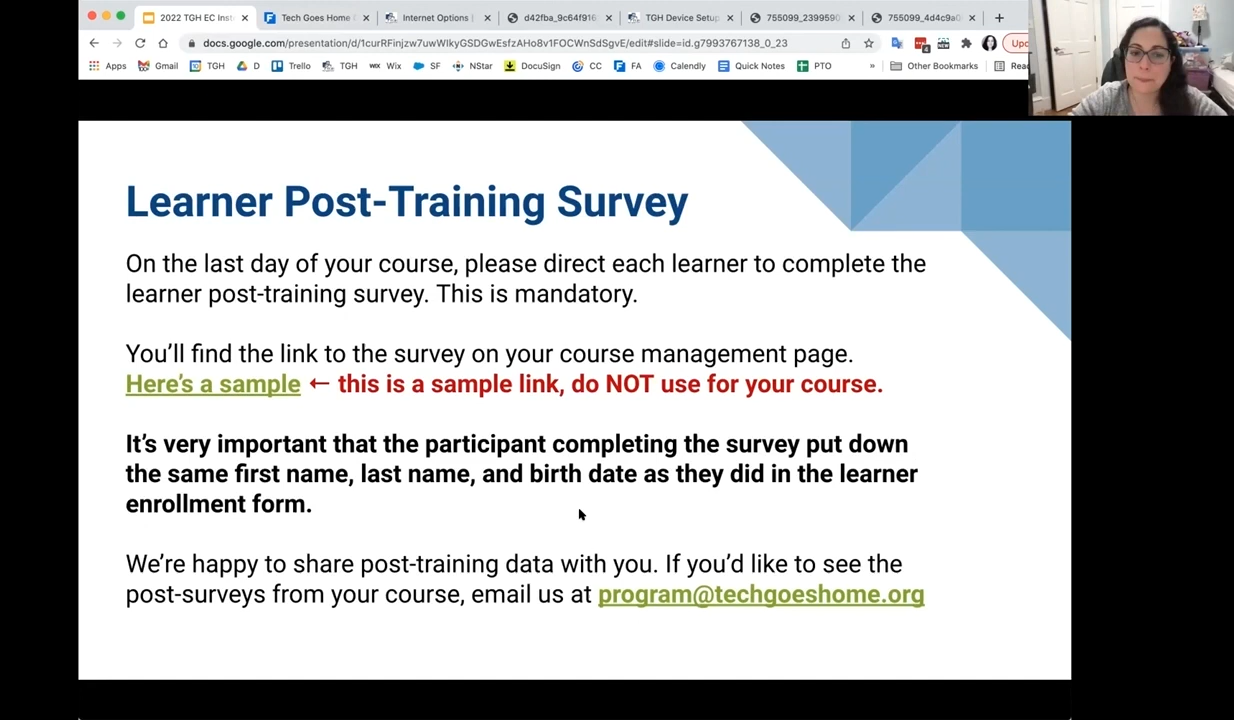 2022 TGH EC Inst
Tech Goes Home
Internet Options |
d42fba_9c64f916
TGH Device Setup
755099_2399590
755099_4d4c9a0
docs.google.com/presentation/d/1curRFinjzw7uwWIkyGSDGwEsfzAHo8v1FOCWnSdSgvE/edit#slide=id.g7993767138_0_23
Apps Gmail TGH D Trello TGH Wix Wix SF NStar DocuSign CC FA Calendly Quick Notes PTO » Other Bookmarks
Learner Post-Training Survey
On the last day of your course, please direct each learner to complete the
learner post-training survey. This is mandatory.
You’ll find the link to the survey on your course management page.
Here’s a sample ← this is a sample link, do NOT use for your course.
It’s very important that the participant completing the survey put down
the same first name, last name, and birth date as they did in the learner
enrollment form.
We’re happy to share post-training data with you. If you’d like to see the
post-surveys from your course, email us at program@techgoeshome.org